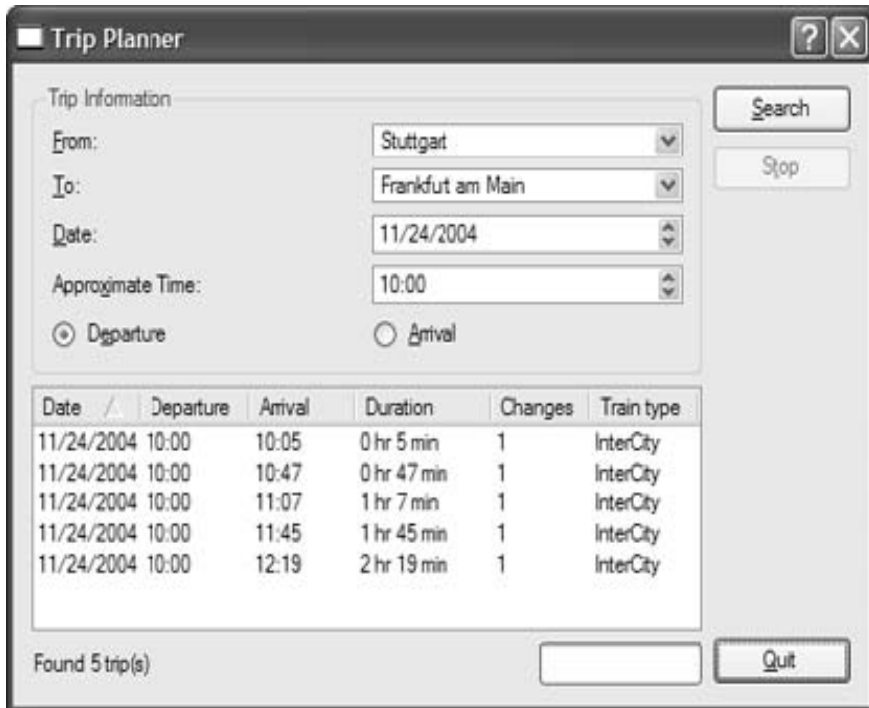 Trip Planner
Trip Information
From: Stuttgart
To: Frankfut am Main
Date: 11/24/2004
Approximate Time: 10:00
Departure Arrival
Search
Stop
Date Departure Arrival Duration Changes Train type
11/24/2004 10:00 10:05 0 hr 5 min 1 InterCity
11/24/2004 10:00 10:47 0 hr 47 min 1 InterCity
11/24/2004 10:00 11:07 1 hr 7 min 1 InterCity
11/24/2004 10:00 11:45 1 hr 45 min 1 InterCity
11/24/2004 10:00 12:19 2 hr 19 min 1 InterCity
Found 5 trip(s)
Quit